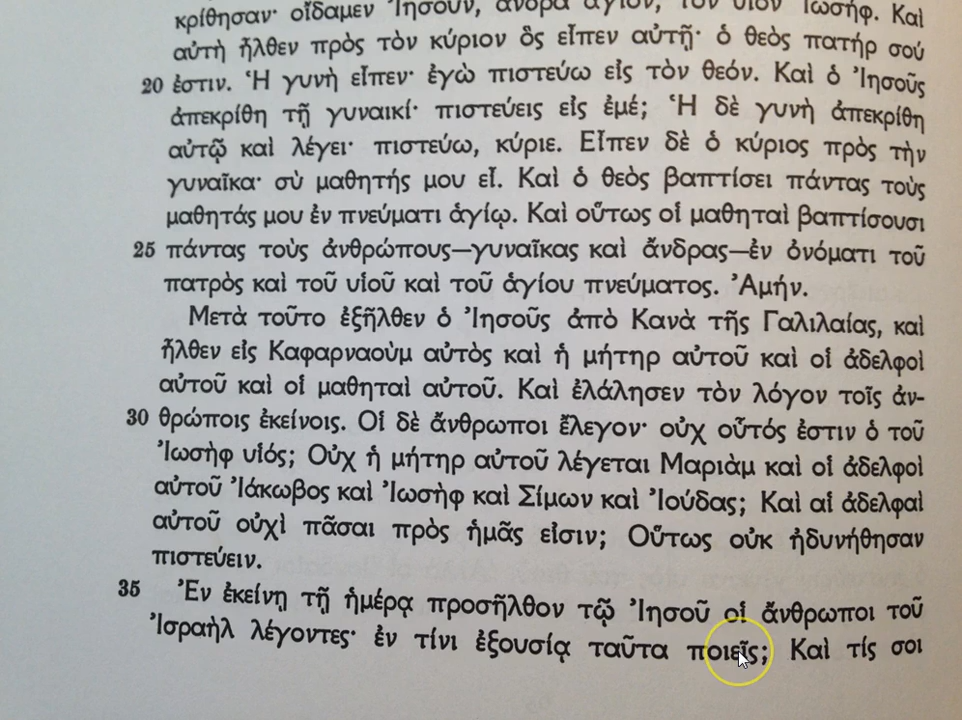 κρίθησαν· οἴδαμεν Ἰησοῦν, ἄνδρα ἅγιον, τὸν υἱὸν Ἰωσήφ. Καὶ
αὐτὴ ἦλθεν πρὸς τὸν κύριον ὃς εἶπεν αὐτῇ· ὁ θεὸς πατήρ σού
20 ἐστιν. Ἡ γυνὴ εἶπεν· ἐγὼ πιστεύω εἰς τὸν θεόν. Καὶ ὁ Ἰησοῦς
ἀπεκρίθη τῇ γυναικί· πιστεύεις εἰς ἐμέ; Ἡ δὲ γυνὴ ἀπεκρίθη
αὐτῷ καὶ λέγει· πιστεύω, κύριε. Εἶπεν δὲ ὁ κύριος πρὸς τὴν
γυναῖκα· σὺ μαθητής μου εἶ. Καὶ ὁ θεὸς βαπτίσει πάντας τοὺς
μαθητάς μου ἐν πνεύματι ἁγίῳ. Καὶ οὕτως οἱ μαθηταὶ βαπτίσουσι
25 πάντας τοὺς ἀνθρώπους—γυναῖκας καὶ ἄνδρας—ἐν ὀνόματι τοῦ
πατρὸς καὶ τοῦ υἱοῦ καὶ τοῦ ἁγίου πνεύματος. Ἀμήν.
Μετὰ τοῦτο ἐξῆλθεν ὁ Ἰησοῦς ἀπὸ Κανὰ τῆς Γαλιλαίας, καὶ
ἦλθεν εἰς Καφαρναοὺμ αὐτὸς καὶ ἡ μήτηρ αὐτοῦ καὶ οἱ ἀδελφοὶ
αὐτοῦ καὶ οἱ μαθηταὶ αὐτοῦ. Καὶ ἐλάλησεν τὸν λόγον τοῖς ἀν-
30 θρώποις ἐκείνοις. Οἱ δὲ ἄνθρωποι ἔλεγον· οὐχ οὗτός ἐστιν ὁ τοῦ
Ἰωσὴφ υἱός; Οὐχ ἡ μήτηρ αὐτοῦ λέγεται Μαριὰμ καὶ οἱ ἀδελφοὶ
αὐτοῦ Ἰάκωβος καὶ Ἰωσὴφ καὶ Σίμων καὶ Ἰούδας; Καὶ αἱ ἀδελφαὶ
αὐτοῦ οὐχὶ πᾶσαι πρὸς ἡμᾶς εἰσιν; Οὕτως οὐκ ἠδυνήθησαν
πιστεύειν.
35 Ἐν ἐκείνῃ τῇ ἡμέρᾳ προσῆλθον τῷ Ἰησοῦ οἱ ἄνθρωποι τοῦ
Ἰσραὴλ λέγοντες· ἐν τίνι ἐξουσίᾳ ταῦτα ποιεῖς; Καὶ τίς σοι